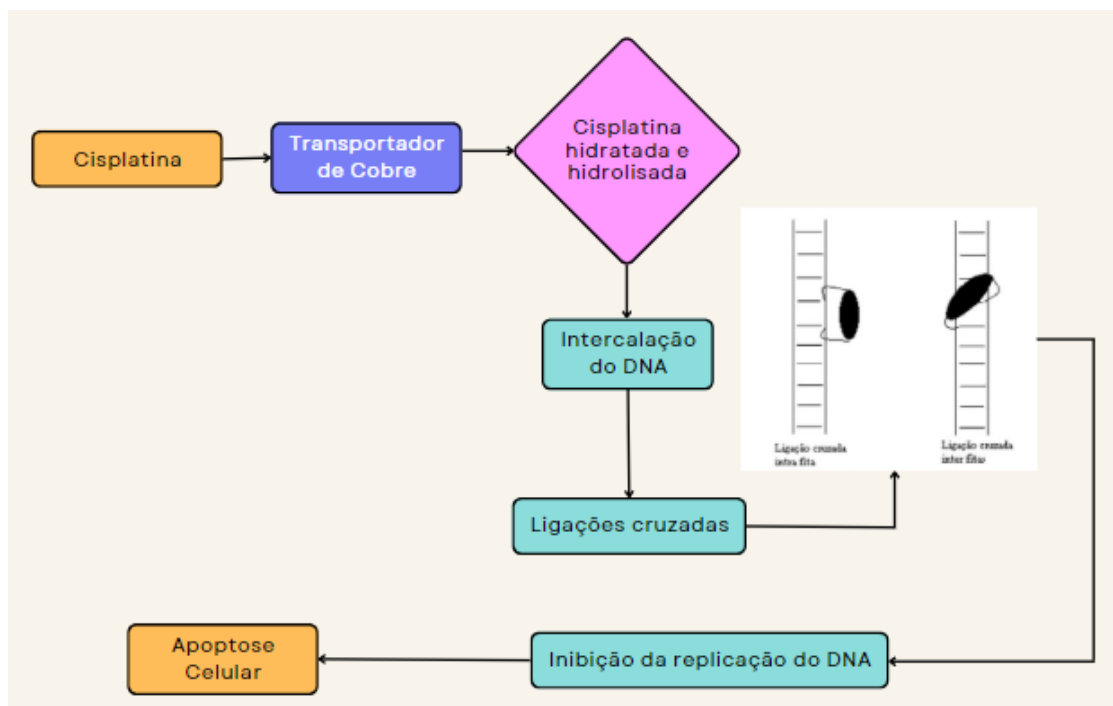 Cisplatina
Transportador
de Cobre
Cisplatina
hidratada e
hidrolisada
Intercalação
do DNA
Ligação cruzada
intra fita
Ligação cruzada
inter fitas
Ligações cruzadas
Inibição da replicação do DNA
Apoptose
Celular